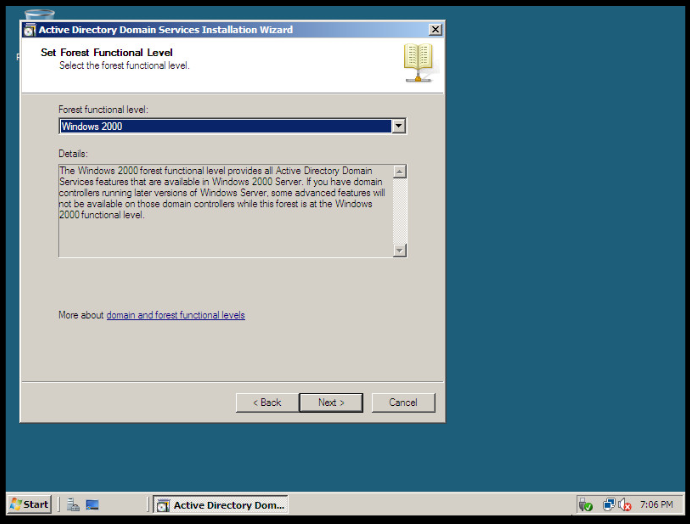 Active Directory Domain Services Installation Wizard
Set Forest Functional Level
Select the forest functional level.
Forest functional level:
Windows 2000
Details:
The Windows 2000 forest functional level provides all Active Directory Domain
Services features that are available in Windows 2000 Server. If you have domain
controllers running later versions of Windows Server, some advanced features will
not be available on those domain controllers while this forest is at the Windows
2000 functional level.
More about domain and forest functional levels
< Back
Next >
Cancel
Start
Active Directory Dom...
7:06 PM